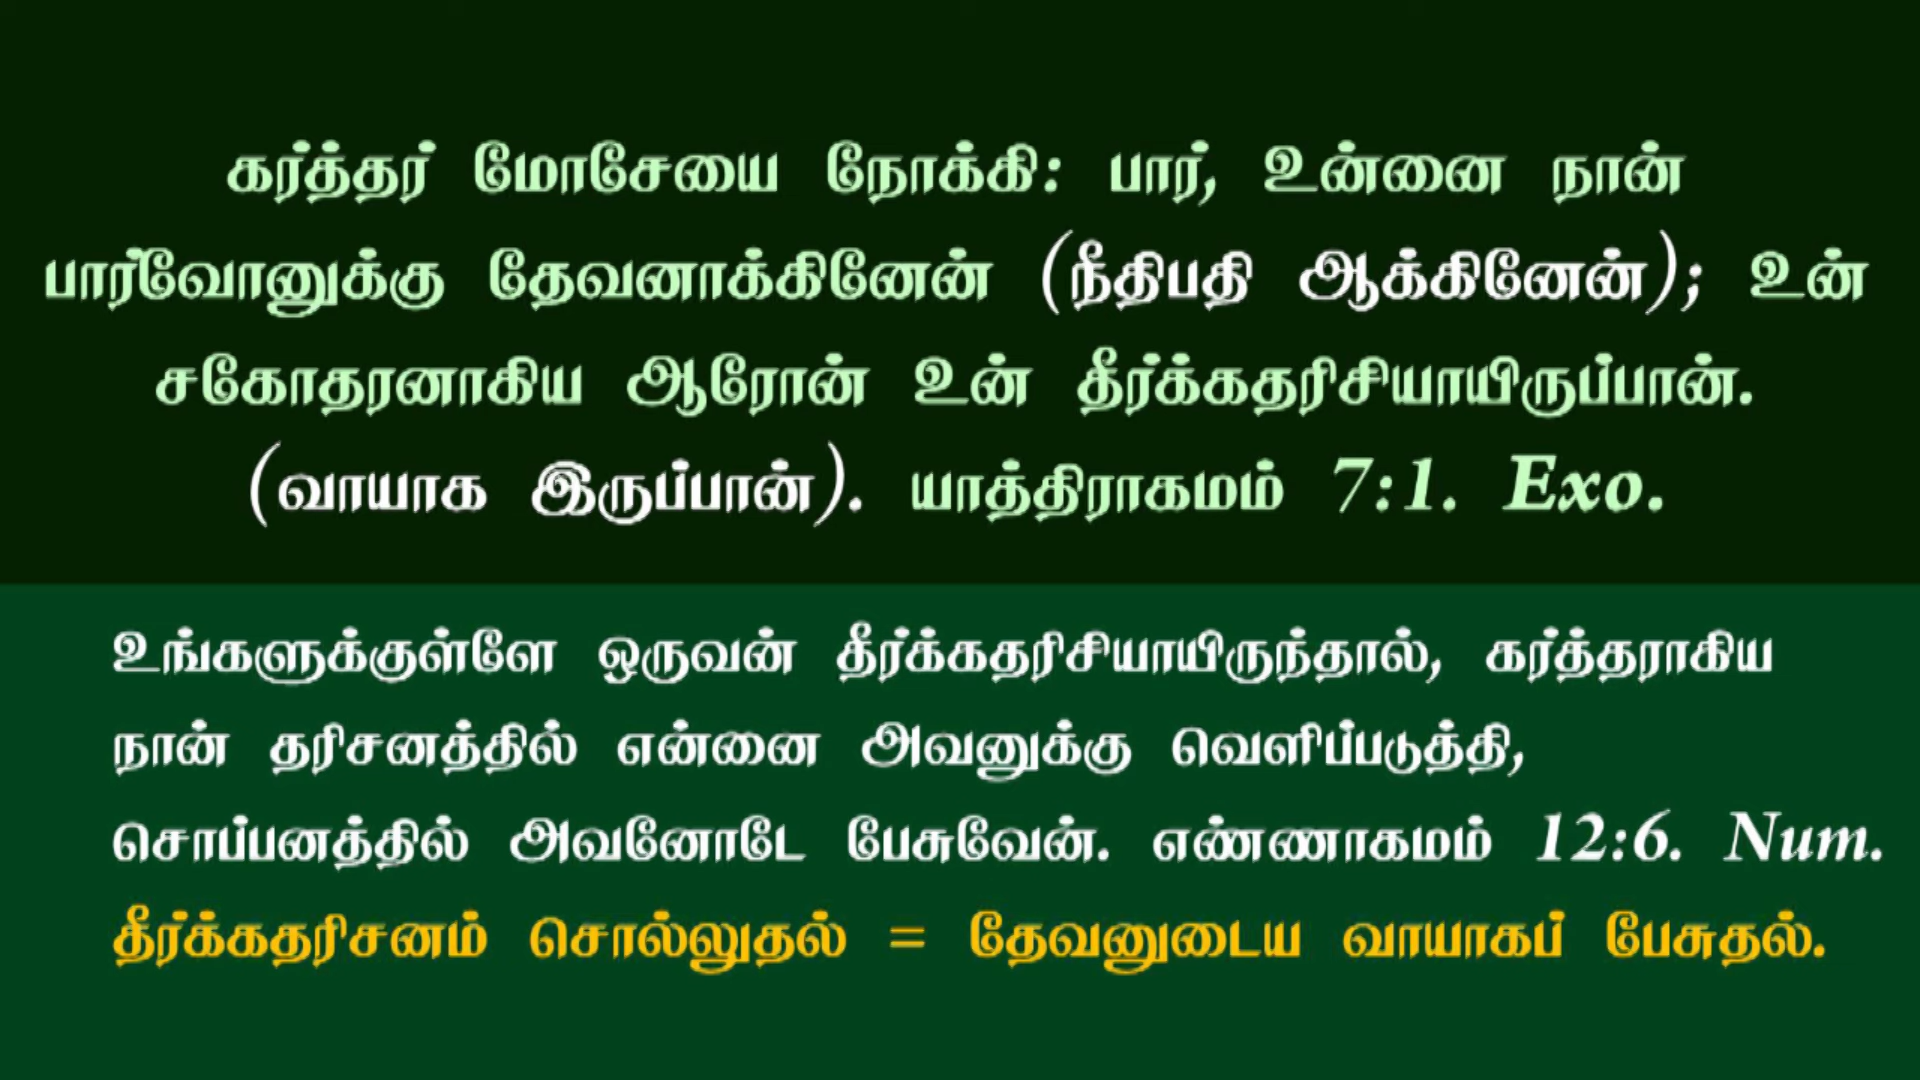 கர்த்தர் மோசேயை நோக்கி: பார், உன்னை நான்
பார்வோனுக்கு தேவனாக்கினேன் (நீதிபதி ஆக்கினேன்); உன்
சகோதரனாகிய ஆரோன் உன் தீர்க்கதரிசியாயிருப்பான்.
(வாயாக இருப்பான்). யாத்திராகமம் 7:1. Exo.
உங்களுக்குள்ளே ஒருவன் தீர்க்கதரிசியாயிருந்தால், கர்த்தராகிய
நான் தரிசனத்தில் என்னை அவனுக்கு வெளிப்படுத்தி,
சொப்பனத்தில் அவனோடே பேசுவேன். எண்ணாகமம் 12:6. Num.
தீர்க்கதரிசனம் சொல்லுதல் = தேவனுடைய வாயாகப் பேசுதல்.